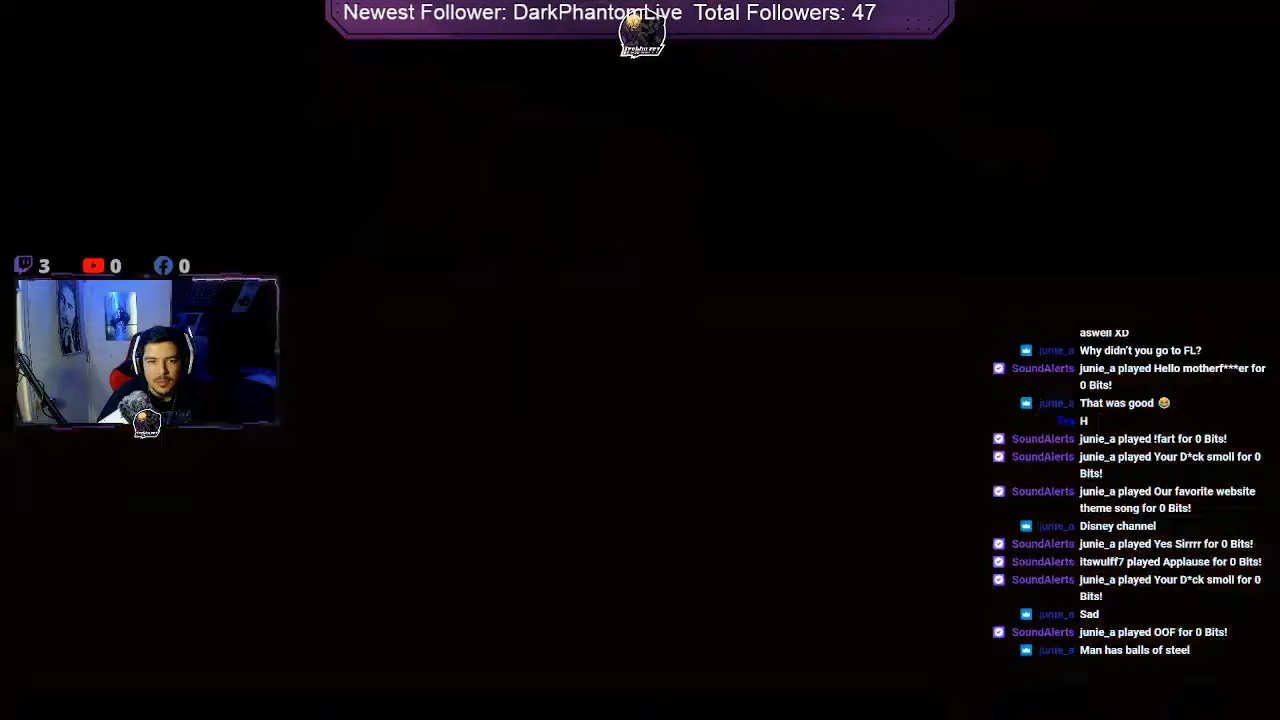 Newest Follower: DarkPhantomLive Total Followers: 47
3 0 0
aswell XD
junie_a Why didn't you go to FL?
SoundAlerts junie_a played Hello motherf***er for
0 Bits!
junie_a That was good 😂
H
SoundAlerts junie_a played !fart for 0 Bits!
SoundAlerts junie_a played Your D*ck smoll for 0
Bits!
SoundAlerts junie_a played Our favorite website
theme song for 0 Bits!
junie_a Disney channel
SoundAlerts junie_a played Yes Sirrrr for 0 Bits!
SoundAlerts itswulff7 played Applause for 0 Bits!
SoundAlerts junie_a played Your D*ck smoll for 0
Bits!
junie_a Sad
SoundAlerts junie_a played OOF for 0 Bits!
junie_a Man has balls of steel